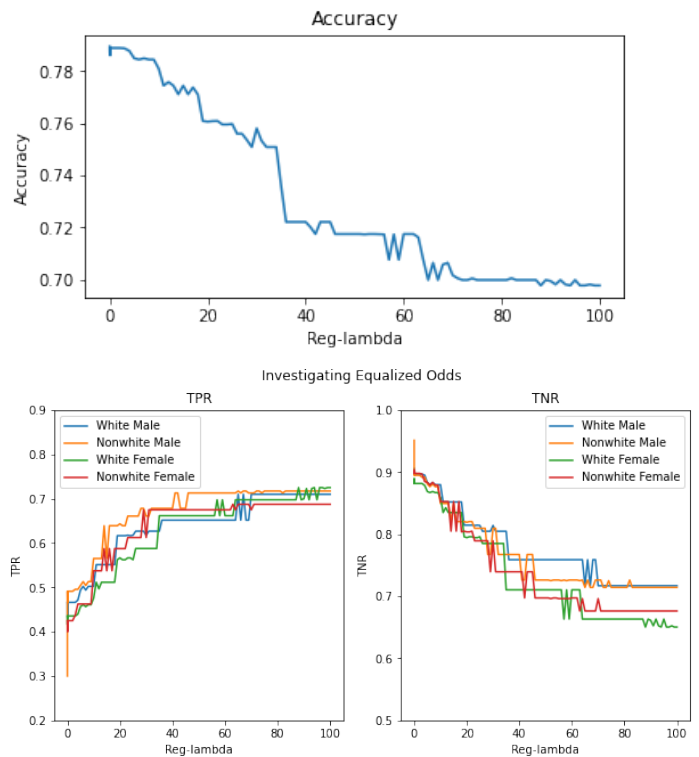 Accuracy
Accuracy
0.78
0.76
0.74
0.72
0.70
0 20 40 60 80 100
Reg-lambda
Investigating Equalized Odds
TPR
TPR
0.9
0.8
0.7
0.6
0.5
0.4
0.3
0.2
White Male
Nonwhite Male
White Female
Nonwhite Female
0 20 40 60 80 100
Reg-lambda
TNR
TNR
1.0
0.9
0.8
0.7
0.6
0.5
White Male
Nonwhite Male
White Female
Nonwhite Female
0 20 40 60 80 100
Reg-lambda